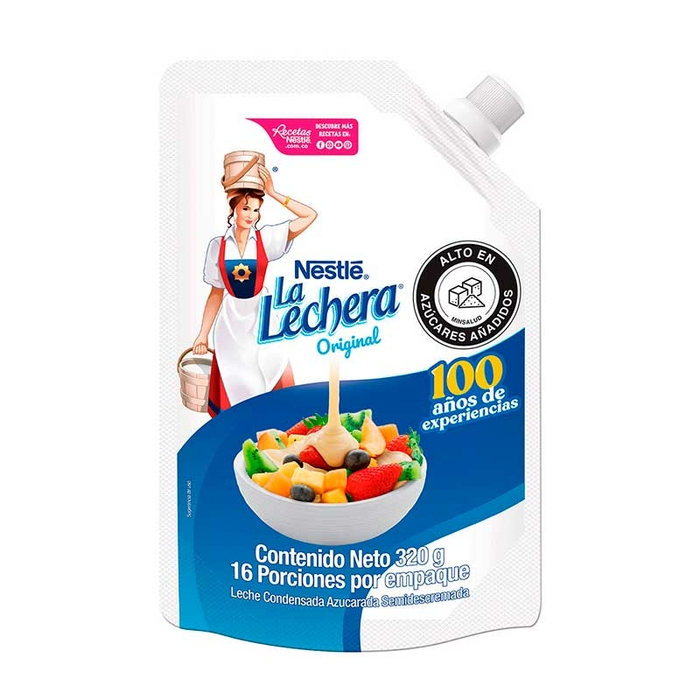 Recetas
Nestlé®
.com.co
DESCUBRE MÁS
RECETAS EN:
®
Nestlé®
La
Lechera®
Original
ALTO EN
AZÚCARES AÑADIDOS
MINSALUD
100
años de
experiencias
Contenido Neto 320 g
16 Porciones por empaque
Leche Condensada Azucarada Semidescremada